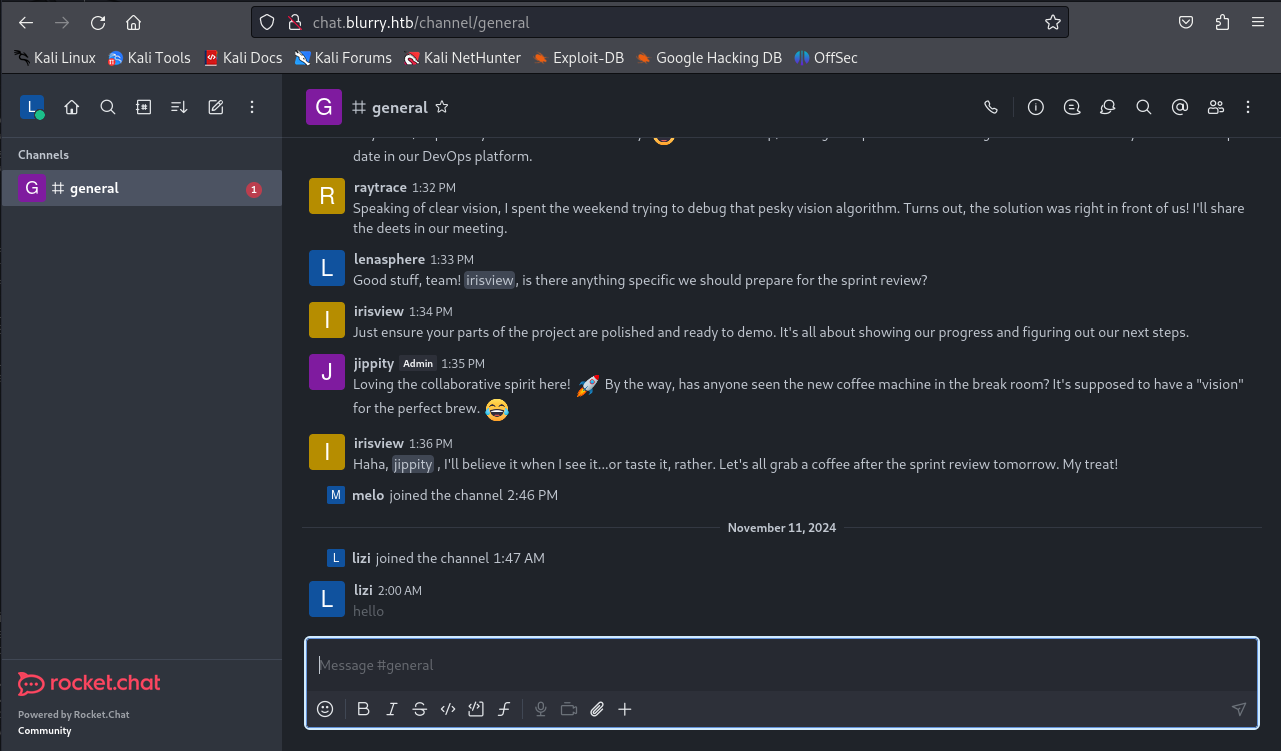 chat.blurry.htb/channel/general
Kali Linux
Kali Tools
Kali Docs
Kali Forums
Kali NetHunter
Exploit-DB
Google Hacking DB
OffSec
L
G
# general
Channels
G # general 1
date in our DevOps platform.
R
raytrace 1:32 PM
Speaking of clear vision, I spent the weekend trying to debug that pesky vision algorithm. Turns out, the solution was right in front of us! I'll share
the deets in our meeting.
L
lenasphere 1:33 PM
Good stuff, team! irisview, is there anything specific we should prepare for the sprint review?
I
irisview 1:34 PM
Just ensure your parts of the project are polished and ready to demo. It's all about showing our progress and figuring out our next steps.
J
jippity Admin 1:35 PM
Loving the collaborative spirit here! 🚀 By the way, has anyone seen the new coffee machine in the break room? It's supposed to have a "vision"
for the perfect brew. 😂
I
irisview 1:36 PM
Haha, jippity , I'll believe it when I see it...or taste it, rather. Let's all grab a coffee after the sprint review tomorrow. My treat!
M melo joined the channel 2:46 PM
November 11, 2024
L lizi joined the channel 1:47 AM
L
lizi 2:00 AM
hello
Message #general
B I S
rocket.chat
Powered by Rocket.Chat
Community